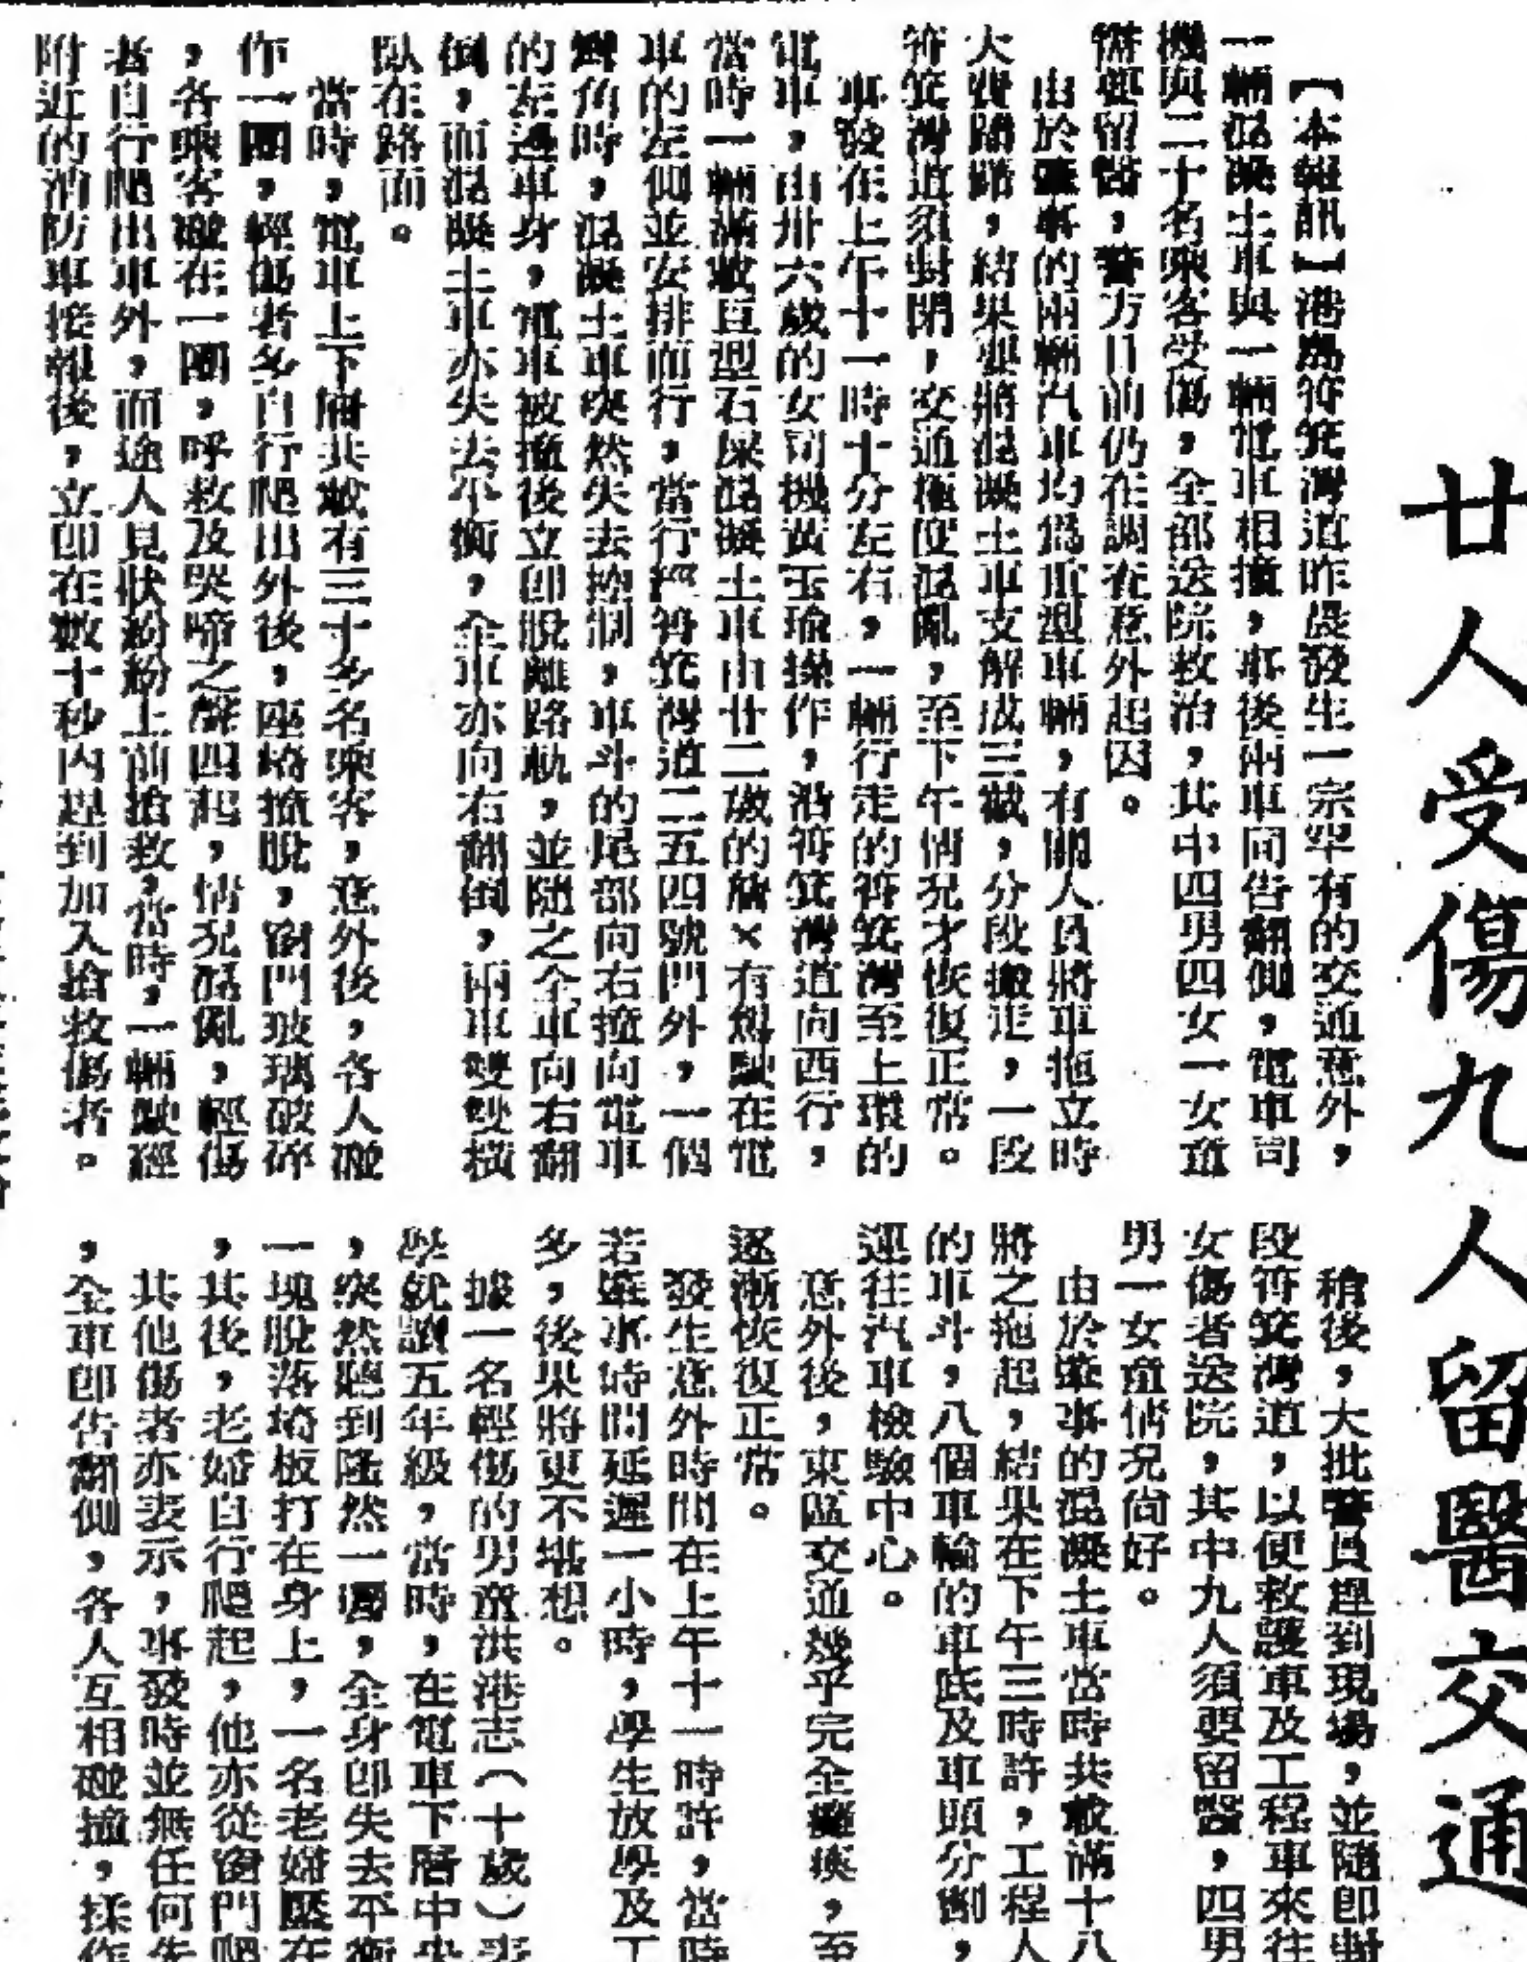 廿人受傷九人留醫交通
【本報訊】港島筲箕灣道昨晨發生一宗罕有的交通意外，
一輛混凝土車與一輛電車相撞，事後兩車同告翻側，電車司
機與二十名乘客受傷，全部送院救治，其中四男四女一女童
需要留醫，警方目前仍在調查意外起因。
由於肇事的兩輛汽車均為重型車輛，有關人員將車拖立時
大費躊躇，結果要將混凝土車支解成三截，分段搬走，一段
筲箕灣道須封閉，交通極度混亂，至下午情況才恢復正常。
事發在上午十一時十分左右，一輛行走的筲箕灣至上環的
電車，由卅六歲的女司機黃玉瑜操作，沿筲箕灣道向西行，
當時一輛滿載巨型石屎混凝土車由廿二歲的 ×有 駛在電
車的左側並安排而行，當行經筲箕灣道二五四號門外，一個
彎角時，混凝土車突然失去控制，車斗的尾部向右撞向電車
的左邊車身，電車被撞後立即脫離路軌，並隨之全車向右翻
倒，而混凝土車亦失去平衡，全車亦向右翻倒，兩車雙雙橫
臥在路面。
當時，電車上下層共載有三十多名乘客，意外後，各人碰
作一團，輕傷者多自行爬出外後，座椅撞脫，窗門玻璃破碎
，各乘客碰在一團，呼救及哭啼之聲四起，情況混亂，輕傷
者自行爬出車外，而途人見狀紛紛上前搶救，當時，一輛駛經
附近的消防車接報後，立即在數十秒內趕到加入搶救傷者。
稍後，大批警員趕到現場，並隨即封
段筲箕灣道，以便救護車及工程車來往
女傷者送院，其中九人須要留醫，四男
男一女童情況尚好。
由於肇事的混凝土車當時共載滿十八
將之拖起，結果在下午三時許，工程人
的車斗，八個車輪的車底及車頭分割，
運往汽車檢驗中心。
意外後，東區交通幾乎完全癱瘓，至
逐漸恢復正常。
發生意外時間在上午十一時許，當時
若肇事時間延遲一小時，學生放學及工
多，後果將更不堪想。
據一名輕傷的男童洪港志（十歲）表
學就讀五年級，當時，在電車下層中央
，突然聽到隆然一響，全身即失去平衡
一塊脫落椅板打在身上，一名老婦壓在
，其後，老婦自行爬起，他亦從窗門爬
其他傷者亦表示，事發時並無任何先
，全車即告翻側，各人互相碰撞，揉作